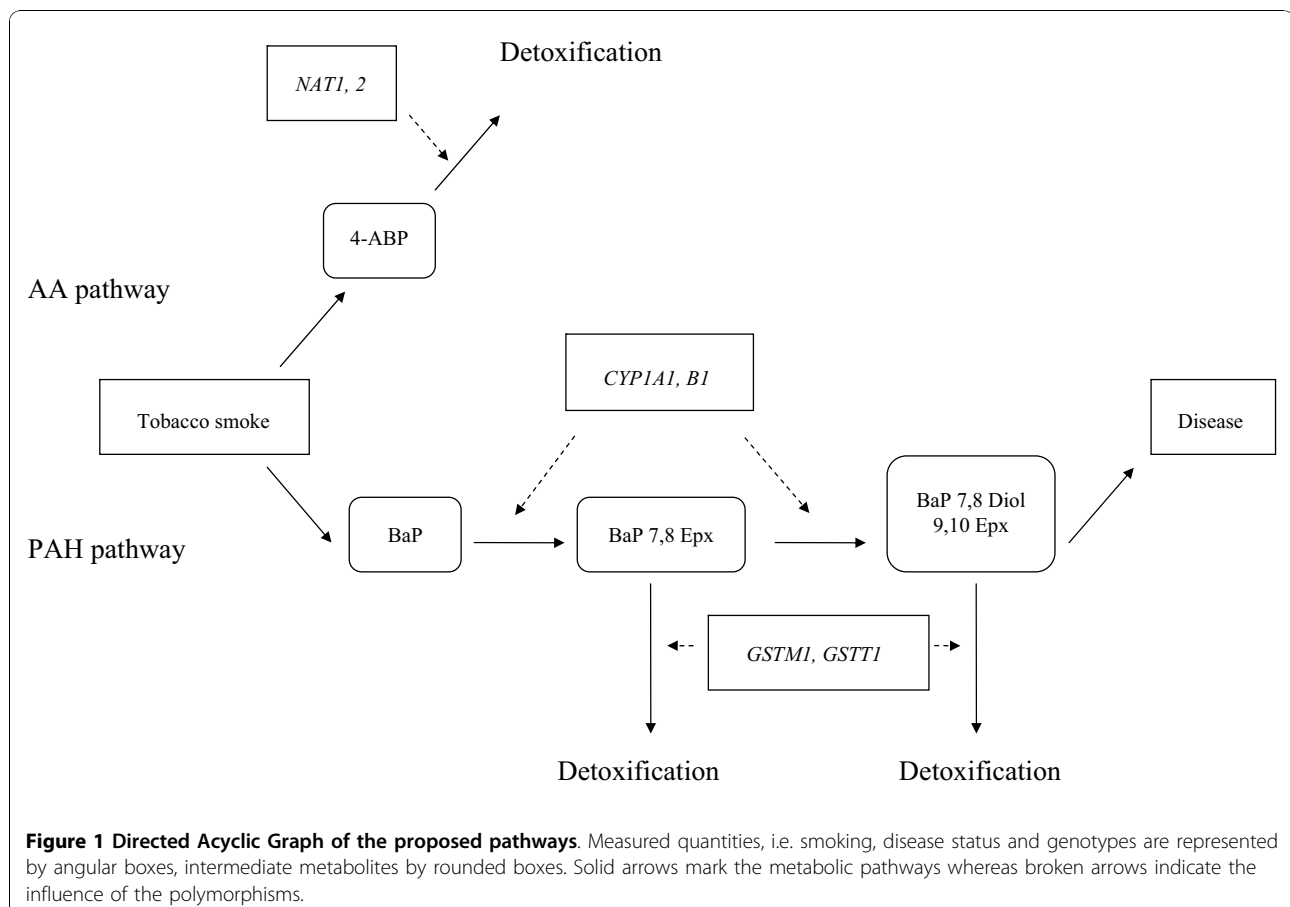 Detoxification
NAT1, 2
4-ABP
AA pathway
CYP1A1, B1
Tobacco smoke
Disease
BaP 7,8 Diol
9,10 Epx
BaP
BaP 7,8 Epx
PAH pathway
GSTM1, GSTT1
Detoxification
Detoxification
Figure 1 Directed Acyclic Graph of the proposed pathways. Measured quantities, i.e. smoking, disease status and genotypes are represented
by angular boxes, intermediate metabolites by rounded boxes. Solid arrows mark the metabolic pathways whereas broken arrows indicate the
influence of the polymorphisms.